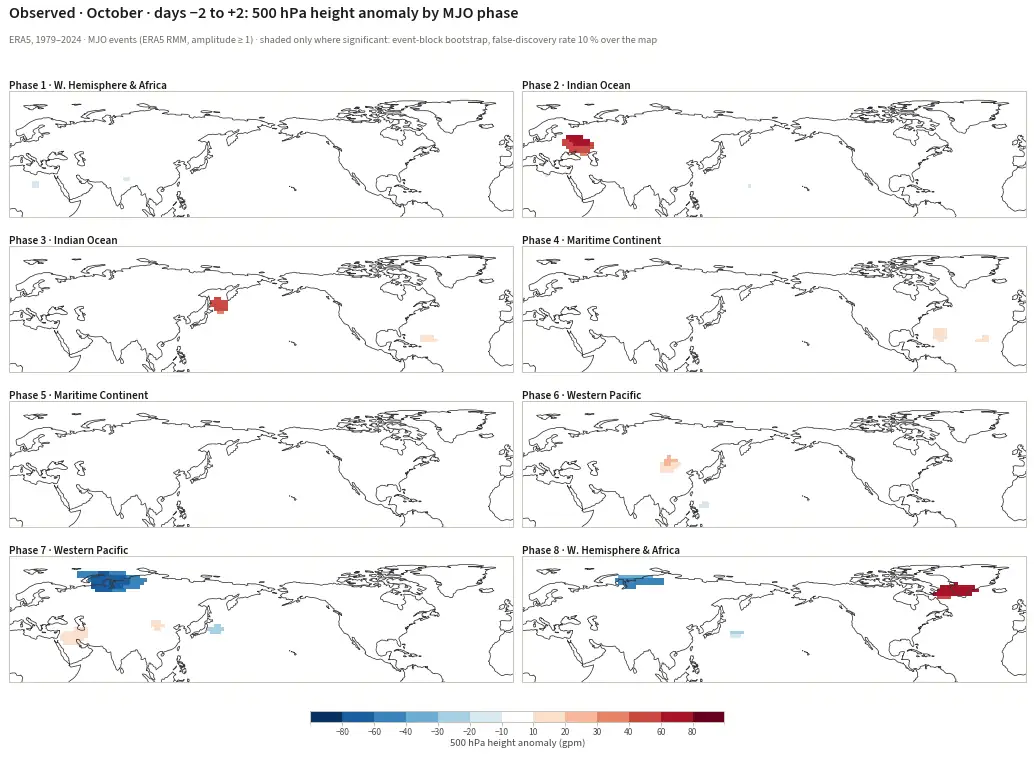 Observed · October · days −2 to +2: 500 hPa height anomaly by MJO phase
ERA5, 1979–2024 · MJO events (ERA5 RMM, amplitude ≥ 1) · shaded only where significant: event-block bootstrap, false-discovery rate 10 % over the map
Phase 1 · W. Hemisphere & Africa
Phase 2 · Indian Ocean
Phase 3 · Indian Ocean
Phase 4 · Maritime Continent
Phase 5 · Maritime Continent
Phase 6 · Western Pacific
Phase 7 · Western Pacific
Phase 8 · W. Hemisphere & Africa
−80 −60 −40 −30 −20 −10 10 20 30 40 60 80
500 hPa height anomaly (gpm)